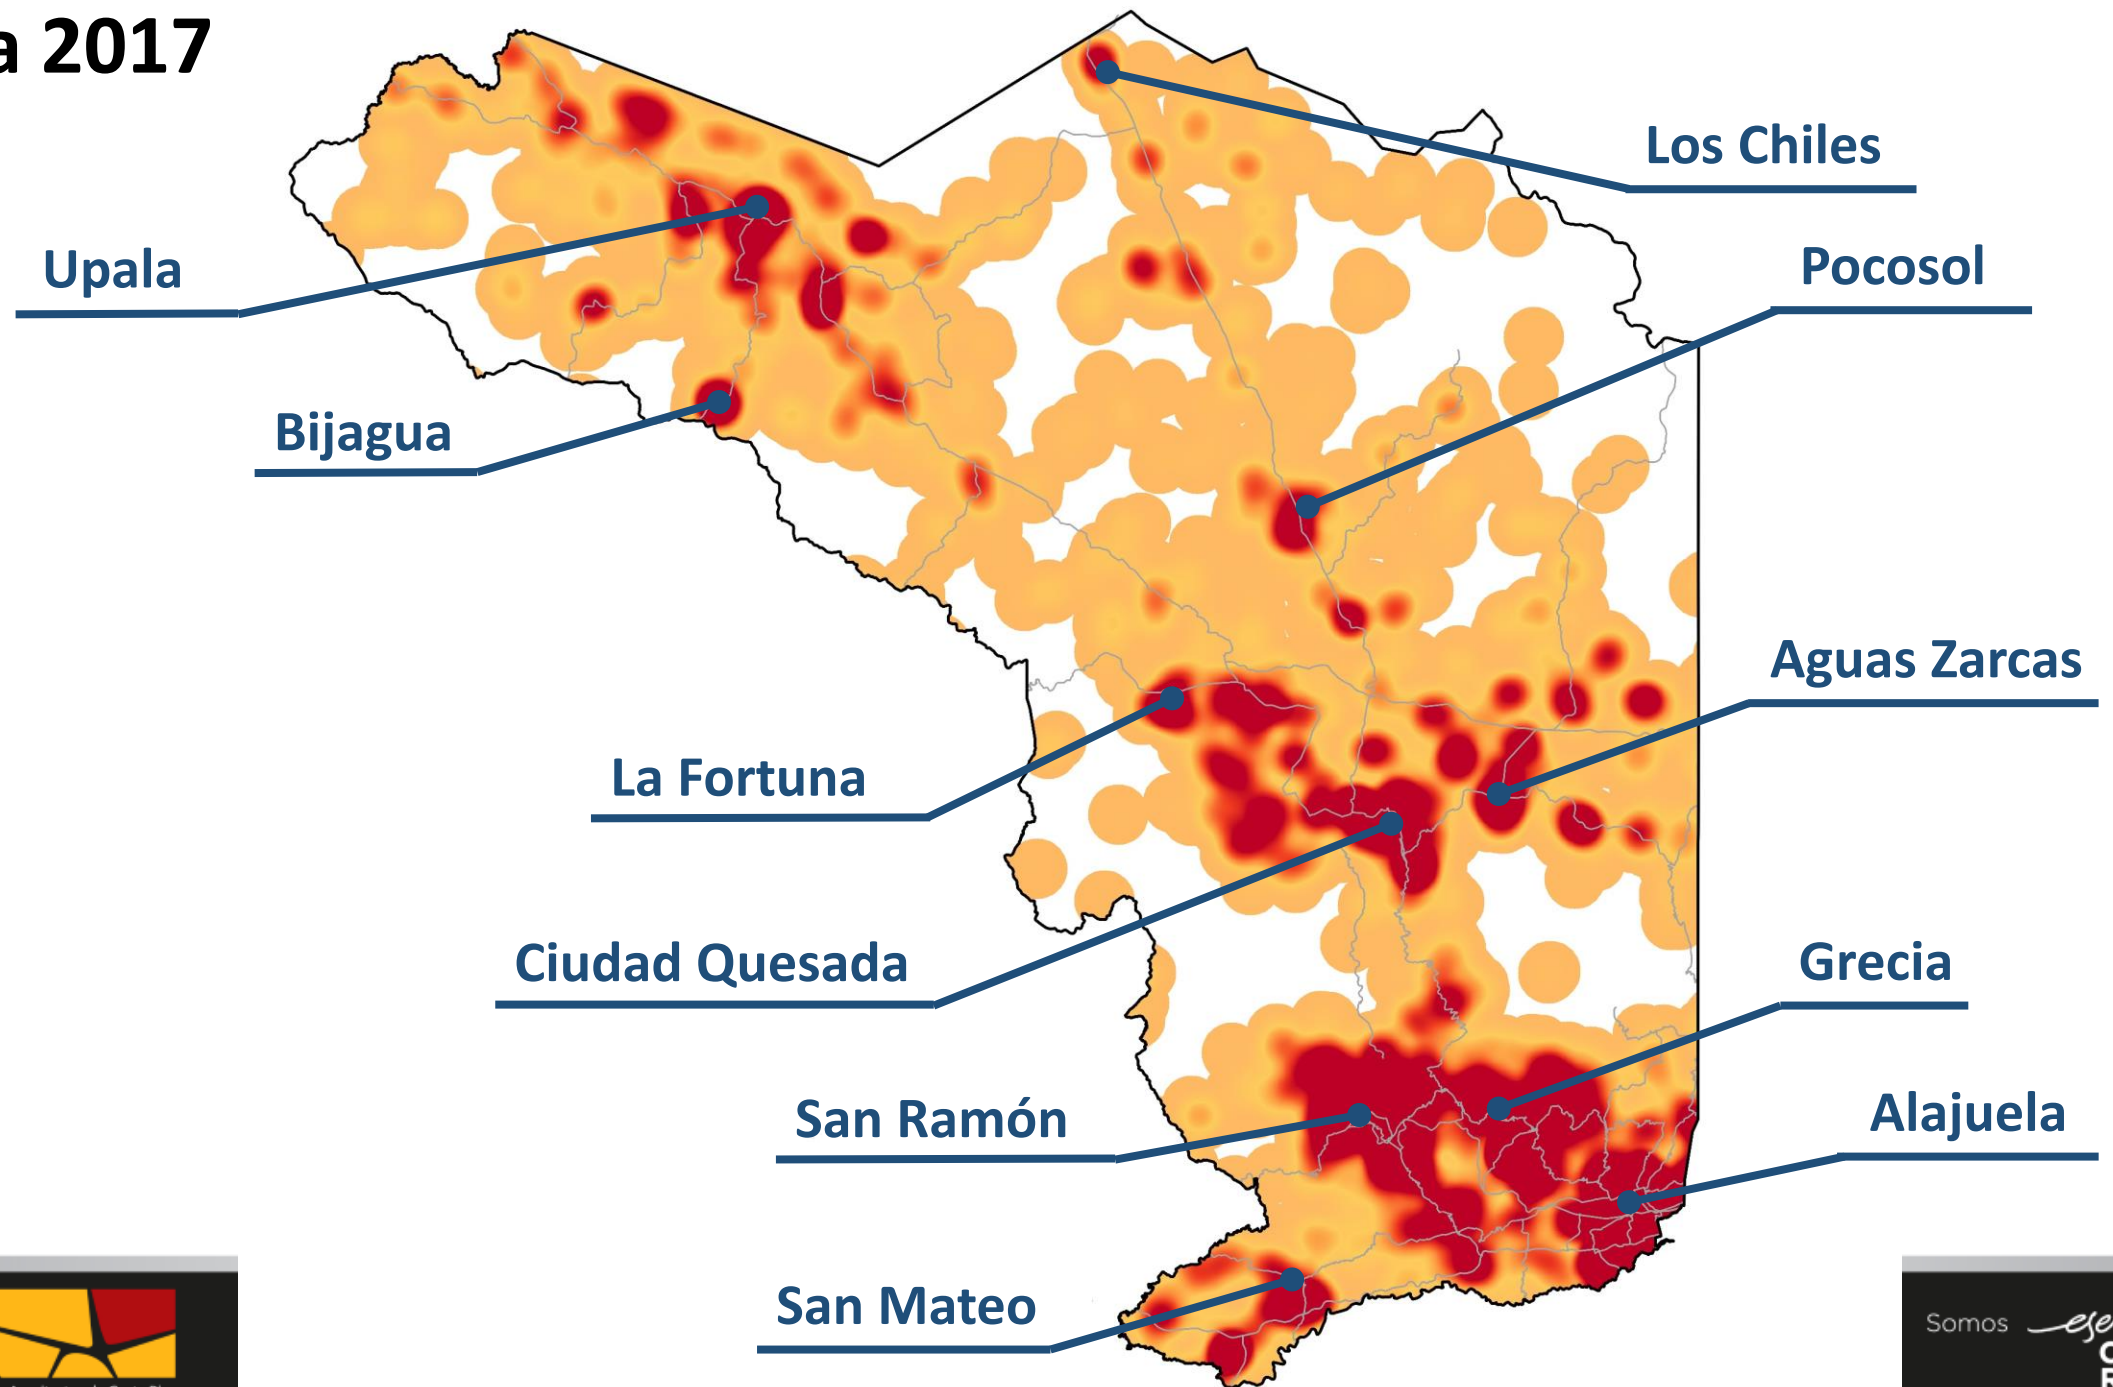 a 2017
Los Chiles
Upala
Pocosol
Bijagua
Aguas Zarcas
La Fortuna
Ciudad Quesada
Grecia
San Ramón
Alajuela
San Mateo
Somos